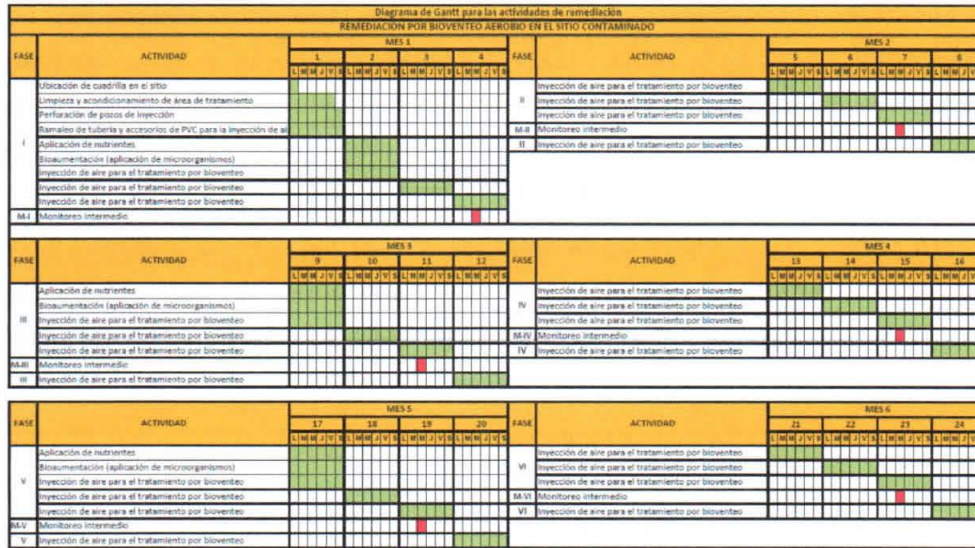 Diagrama de Gantt para las actividades de remediación
REMEDIACIÓN POR BIOVENTEO AEROBIO EN EL SITIO CONTAMINADO
FASE ACTIVIDAD MES 1
1 2 3 4
L M M J V S L M M J V S L M M J V S L M M J V S
I
Ubicación de cuadrilla en el sitio
Limpieza y acondicionamiento de área de tratamiento
Perforación de pozos de inyección
Ramaleo de tubería y accesorios de PVC para la inyección de ai
Aplicación de nutrientes
Bioaumentación (aplicación de microorganismos)
Inyección de aire para el tratamiento por bioventeo
Inyección de aire para el tratamiento por bioventeo
Inyección de aire para el tratamiento por bioventeo
M-I Monitoreo intermedio
FASE ACTIVIDAD MES 2
5 6 7 8
L M M J V S L M M J V S L M M J V S L M M J V S
II
Inyección de aire para el tratamiento por bioventeo
Inyección de aire para el tratamiento por bioventeo
Inyección de aire para el tratamiento por bioventeo
M-II Monitoreo intermedio
II Inyección de aire para el tratamiento por bioventeo
FASE ACTIVIDAD MES 3
9 10 11 12
L M M J V S L M M J V S L M M J V S L M M J V S
III
Aplicación de nutrientes
Bioaumentación (aplicación de microorganismos)
Inyección de aire para el tratamiento por bioventeo
Inyección de aire para el tratamiento por bioventeo
Inyección de aire para el tratamiento por bioventeo
M-III Monitoreo intermedio
III Inyección de aire para el tratamiento por bioventeo
FASE ACTIVIDAD MES 4
13 14 15 16
L M M J V S L M M J V S L M M J V S L M M J V S
IV
Inyección de aire para el tratamiento por bioventeo
Inyección de aire para el tratamiento por bioventeo
Inyección de aire para el tratamiento por bioventeo
M-IV Monitoreo intermedio
IV Inyección de aire para el tratamiento por bioventeo
FASE ACTIVIDAD MES 5
17 18 19 20
L M M J V S L M M J V S L M M J V S L M M J V S
V
Aplicación de nutrientes
Bioaumentación (aplicación de microorganismos)
Inyección de aire para el tratamiento por bioventeo
Inyección de aire para el tratamiento por bioventeo
Inyección de aire para el tratamiento por bioventeo
M-V Monitoreo intermedio
V Inyección de aire para el tratamiento por bioventeo
FASE ACTIVIDAD MES 6
21 22 23 24
L M M J V S L M M J V S L M M J V S L M M J V S
VI
Inyección de aire para el tratamiento por bioventeo
Inyección de aire para el tratamiento por bioventeo
Inyección de aire para el tratamiento por bioventeo
M-VI Monitoreo intermedio
VI Inyección de aire para el tratamiento por bioventeo